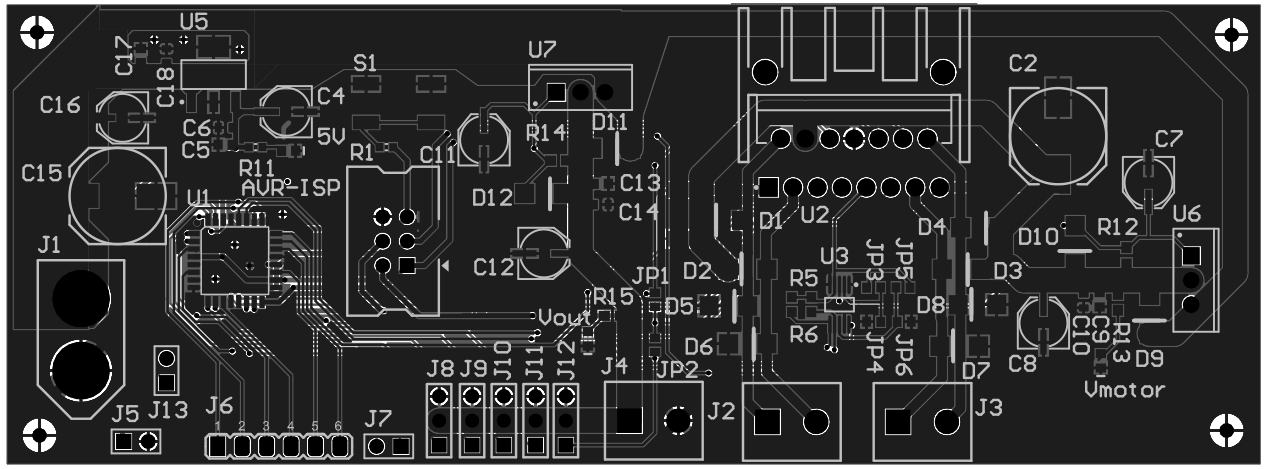 U5
C17
C18
S1
U7
C2
C16
C4
C6
C5
5V
R11
R1
C11
R14
D11
C7
C15
AVR-ISP
D12
C13
C14
D1
U2
D4
R12
U6
U1
D10
J1
C12
JP1
D2
U3
JP3
JP5
D3
R15
Vout
D5
R5
D8
R6
D6
J4
JP2
JP4
JP6
D7
C8
C10
C9
R13
D9
Vmotor
J5
J13
J6
J7
J8
J9
J10
J11
J12
J2
J3
1 2 3 4 5 6